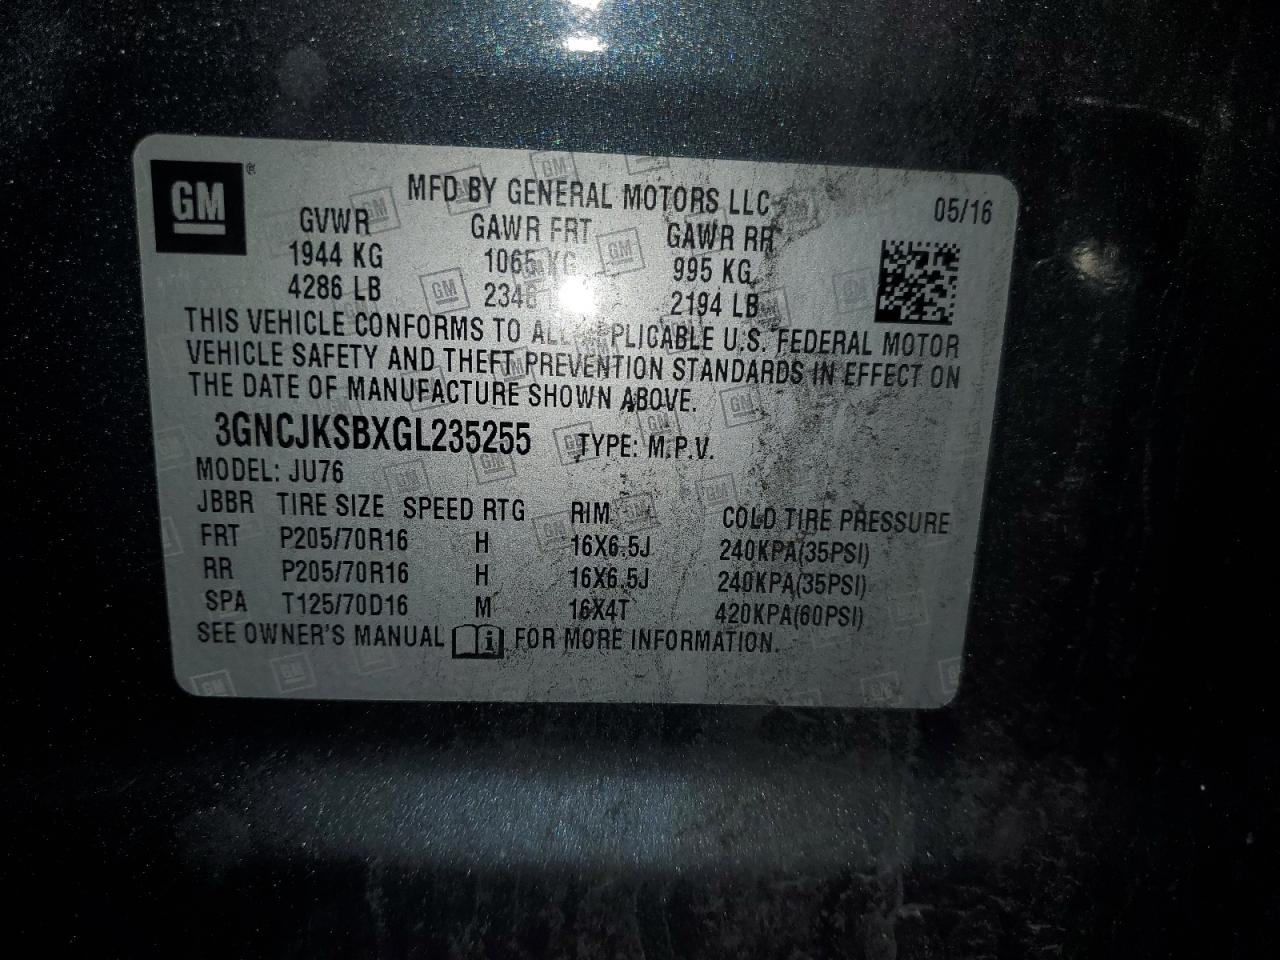 GM®
MFD BY GENERAL MOTORS LLC 05/16
GVWR GAWR FRT GAWR RR
1944 KG 1065 KG 995 KG
4286 LB 2194 LB
THIS VEHICLE CONFORMS TO ALL PLICABLE U.S. FEDERAL MOTOR
VEHICLE SAFETY AND THEFT PREVENTION STANDARDS IN EFFECT ON
THE DATE OF MANUFACTURE SHOWN ABOVE.
3GNCJKSBXGL235255 TYPE: M.P.V.
MODEL: JU76
JBBR TIRE SIZE SPEED RTG RIM COLD TIRE PRESSURE
FRT P205/70R16 H 16X6.5J 240KPA(35PSI)
RR P205/70R16 H 16X6.5J 240KPA(35PSI)
SPA T125/70D16 M 16X4T 420KPA(60PSI)
SEE OWNER'S MANUAL i FOR MORE INFORMATION.